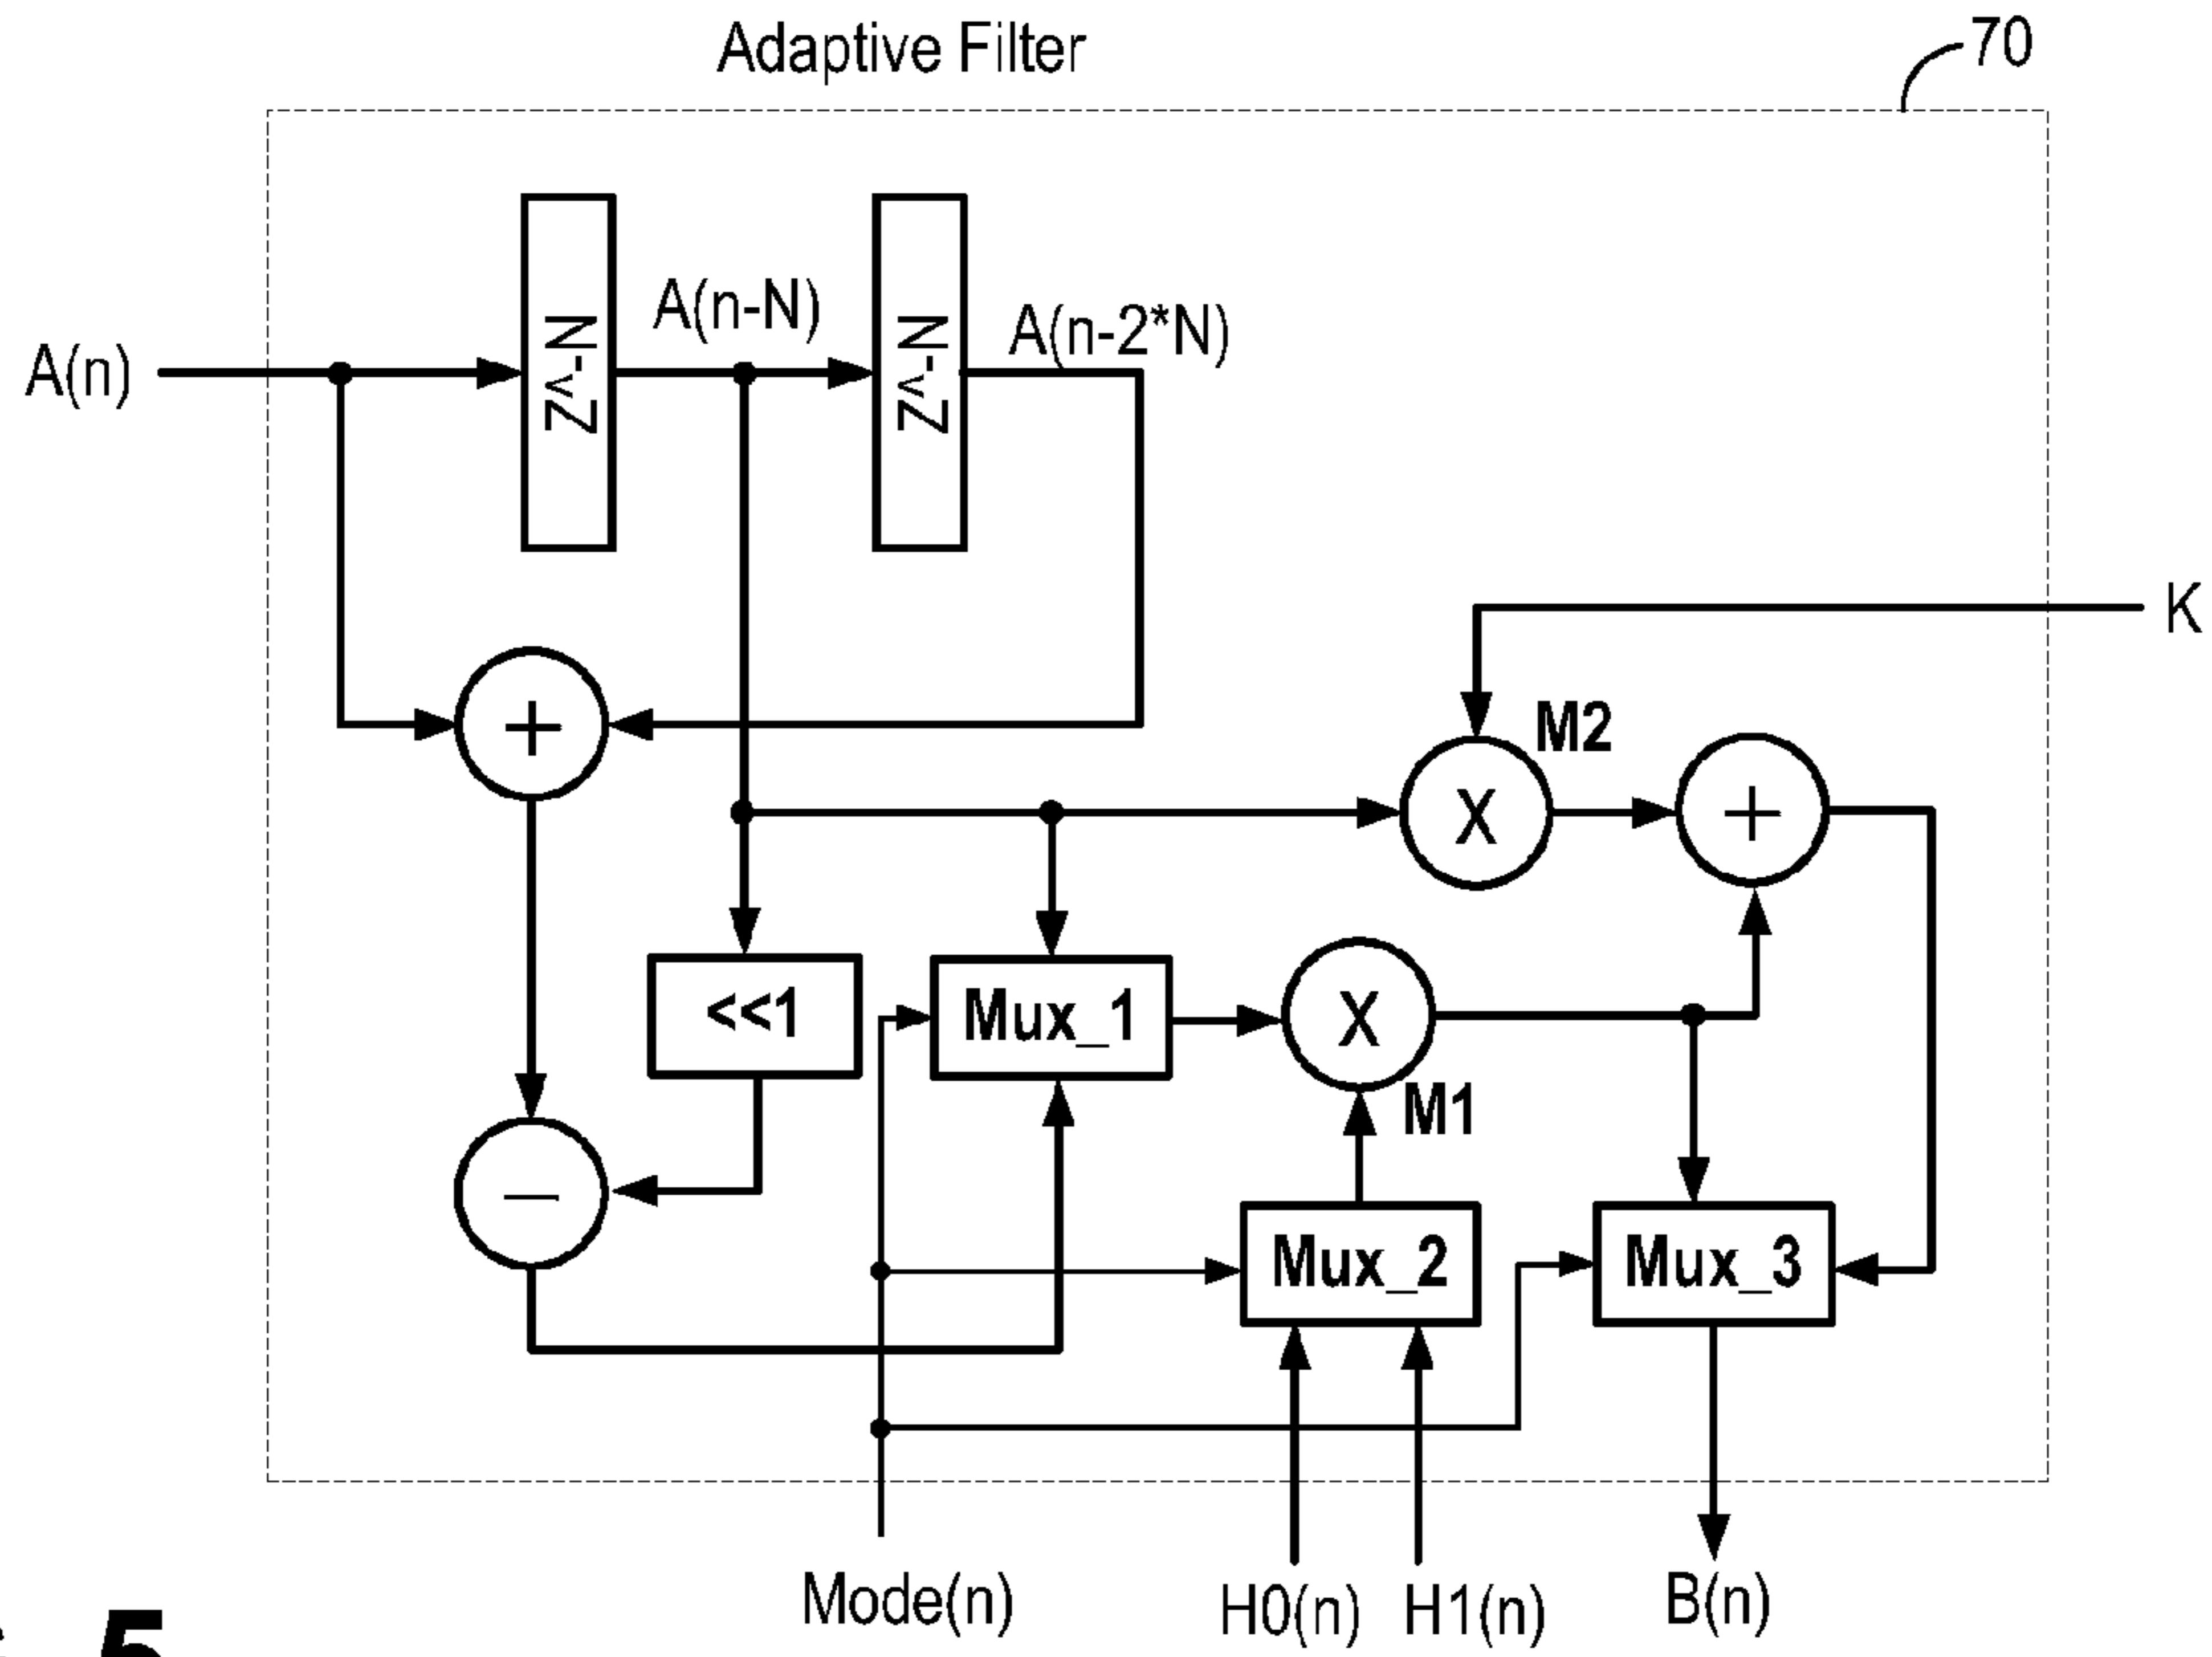 Adaptive Filter
70
A(n)
Z^-N
A(n-N)
Z^-N
A(n-2*N)
K
+
M2
X
+
<<1
Mux_1
X
M1
−
Mux_2
Mux_3
Mode(n)
H0(n)
H1(n)
B(n)
5